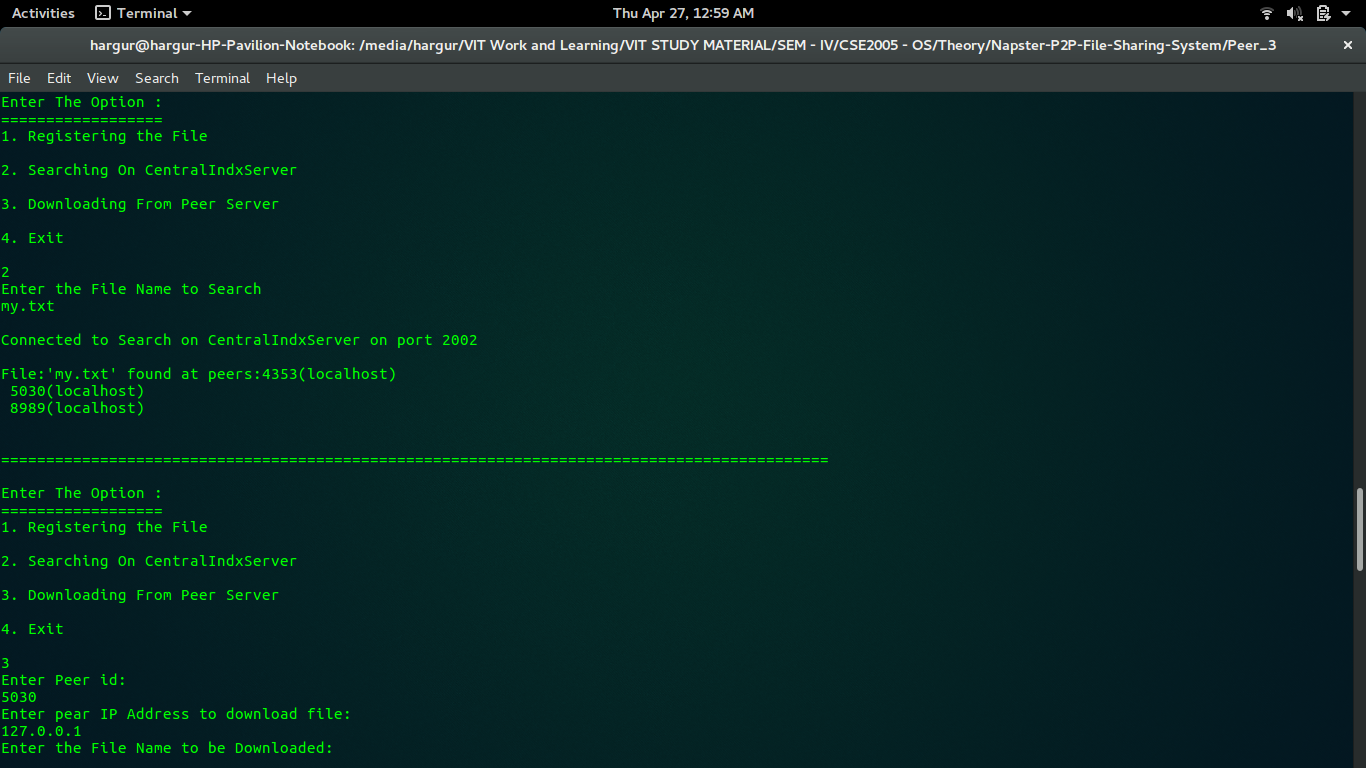 Activities Terminal Thu Apr 27, 12:59 AM
hargur@hargur-HP-Pavilion-Notebook: /media/hargur/VIT Work and Learning/VIT STUDY MATERIAL/SEM - IV/CSE2005 - OS/Theory/Napster-P2P-File-Sharing-System/Peer_3
File Edit View Search Terminal Help
Enter The Option :
==================
1. Registering the File
2. Searching On CentralIndxServer
3. Downloading From Peer Server
4. Exit
2
Enter the File Name to Search
my.txt
Connected to Search on CentralIndxServer on port 2002
File:'my.txt' found at peers:4353(localhost)
5030(localhost)
8989(localhost)
============================================================================================
Enter The Option :
==================
1. Registering the File
2. Searching On CentralIndxServer
3. Downloading From Peer Server
4. Exit
3
Enter Peer id:
5030
Enter pear IP Address to download file:
127.0.0.1
Enter the File Name to be Downloaded: